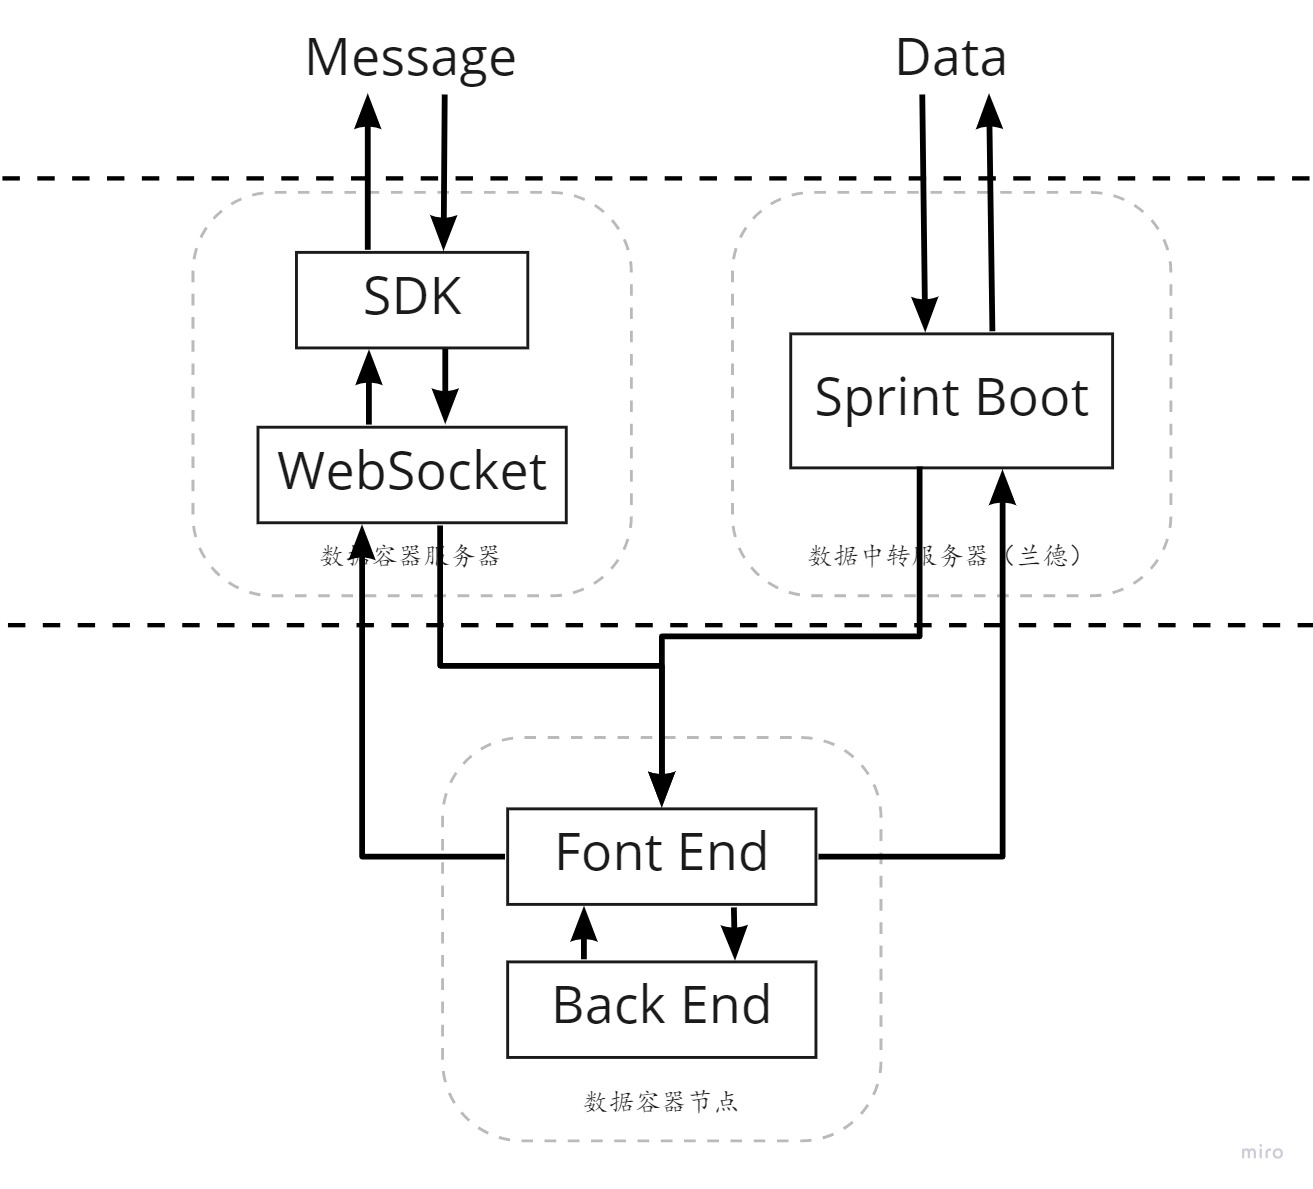 Message
Data
SDK
Sprint Boot
WebSocket
数据容器服务器
数据中转服务器（兰德）
Font End
Back End
数据容器节点
miro